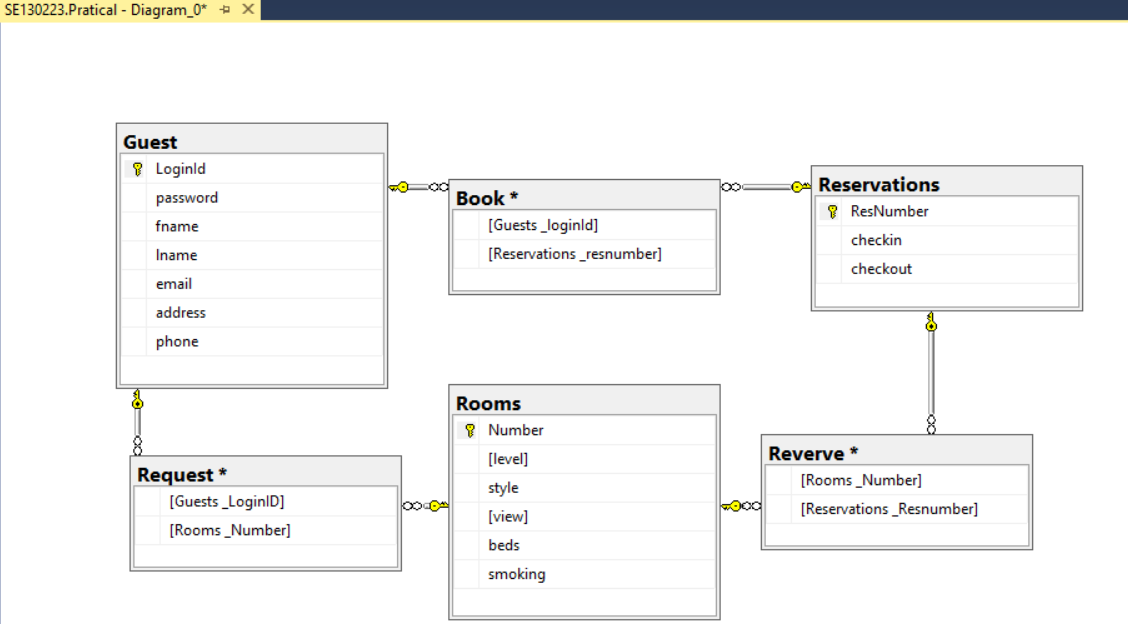 SE130223.Pratical - Diagram_0*
Guest
LoginId
password
fname
lname
email
address
phone
Book *
[Guests _loginId]
[Reservations _resnumber]
Reservations
ResNumber
checkin
checkout
Request *
[Guests _LoginID]
[Rooms _Number]
Rooms
Number
[level]
style
[view]
beds
smoking
Reverve *
[Rooms _Number]
[Reservations _Resnumber]